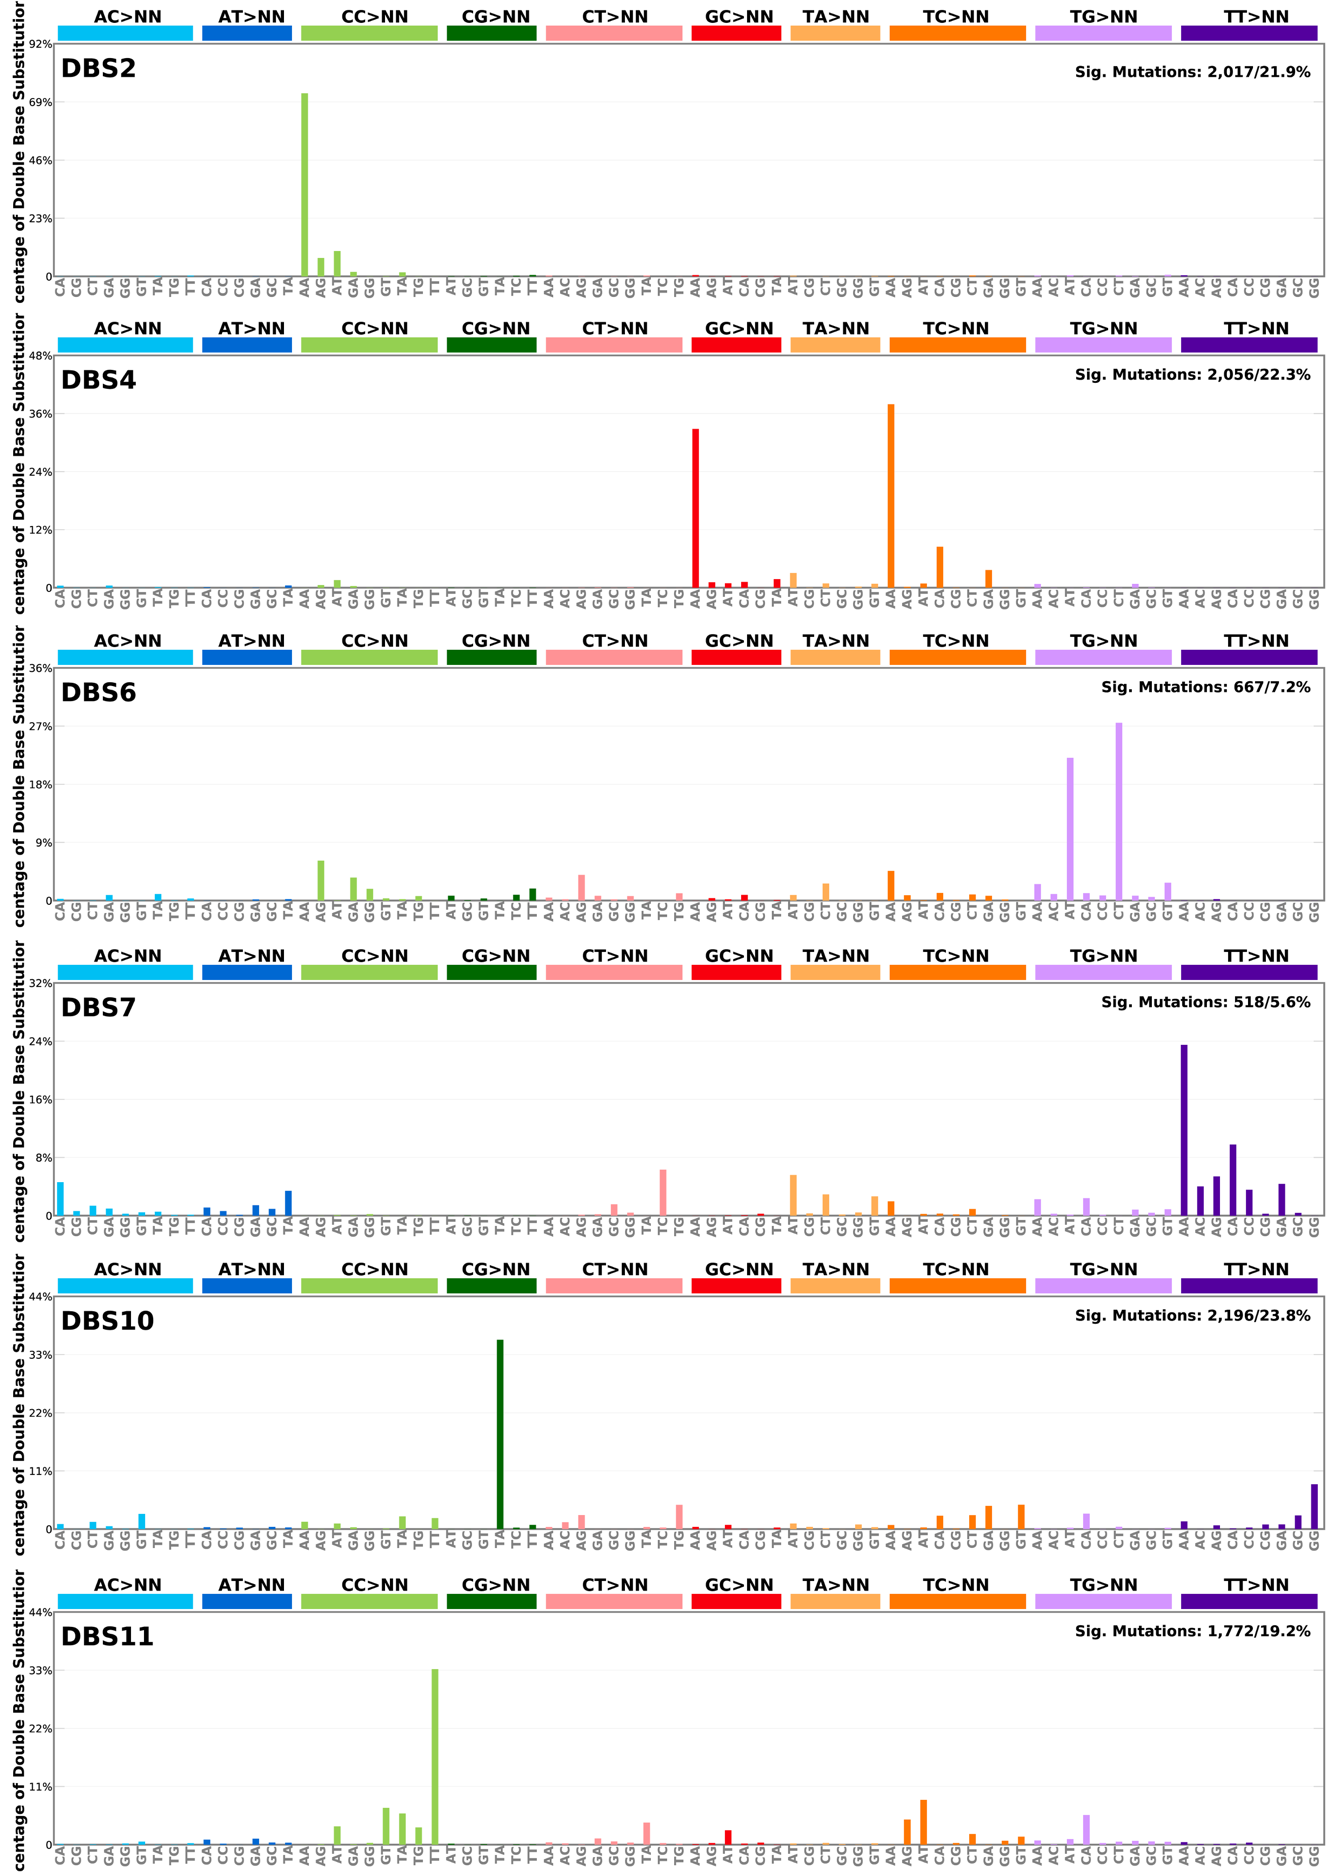 AC>NN AT>NN CC>NN CG>NN CT>NN GC>NN TA>NN TC>NN TG>NN TT>NN
centage of Double Base Substitution
92%
DBS2
Sig. Mutations: 2,017/21.9%
69%
46%
23%
0
CA CG CT GA GG GT TA TG TT CA CC CG GA GC TA AA AG AT GA GG GT TA TG TT AT GC GT TA TC TT AA AC AG GA GC GG TA TC TG AA AG AT CA CG TA AT CG CT GC GG GT AA AG AT CA CG CT GA GG GT AA AC AT CA CC CT GA GC GT AA AC AG CA CC CG GA GC GG
AC>NN AT>NN CC>NN CG>NN CT>NN GC>NN TA>NN TC>NN TG>NN TT>NN
centage of Double Base Substitution
48%
DBS4
Sig. Mutations: 2,056/22.3%
36%
24%
12%
0
CA CG CT GA GG GT TA TG TT CA CC CG GA GC TA AA AG AT GA GG GT TA TG TT AT GC GT TA TC TT AA AC AG GA GC GG TA TC TG AA AG AT CA CG TA AT CG CT GC GG GT AA AG AT CA CG CT GA GG GT AA AC AT CA CC CT GA GC GT AA AC AG CA CC CG GA GC GG
AC>NN AT>NN CC>NN CG>NN CT>NN GC>NN TA>NN TC>NN TG>NN TT>NN
centage of Double Base Substitution
36%
DBS6
Sig. Mutations: 667/7.2%
27%
18%
9%
0
CA CG CT GA GG GT TA TG TT CA CC CG GA GC TA AA AG AT GA GG GT TA TG TT AT GC GT TA TC TT AA AC AG GA GC GG TA TC TG AA AG AT CA CG TA AT CG CT GC GG GT AA AG AT CA CG CT GA GG GT AA AC AT CA CC CT GA GC GT AA AC AG CA CC CG GA GC GG
AC>NN AT>NN CC>NN CG>NN CT>NN GC>NN TA>NN TC>NN TG>NN TT>NN
centage of Double Base Substitution
32%
DBS7
Sig. Mutations: 518/5.6%
24%
16%
8%
0
CA CG CT GA GG GT TA TG TT CA CC CG GA GC TA AA AG AT GA GG GT TA TG TT AT GC GT TA TC TT AA AC AG GA GC GG TA TC TG AA AG AT CA CG TA AT CG CT GC GG GT AA AG AT CA CG CT GA GG GT AA AC AT CA CC CT GA GC GT AA AC AG CA CC CG GA GC GG
AC>NN AT>NN CC>NN CG>NN CT>NN GC>NN TA>NN TC>NN TG>NN TT>NN
centage of Double Base Substitution
44%
DBS10
Sig. Mutations: 2,196/23.8%
33%
22%
11%
0
CA CG CT GA GG GT TA TG TT CA CC CG GA GC TA AA AG AT GA GG GT TA TG TT AT GC GT TA TC TT AA AC AG GA GC GG TA TC TG AA AG AT CA CG TA AT CG CT GC GG GT AA AG AT CA CG CT GA GG GT AA AC AT CA CC CT GA GC GT AA AC AG CA CC CG GA GC GG
AC>NN AT>NN CC>NN CG>NN CT>NN GC>NN TA>NN TC>NN TG>NN TT>NN
centage of Double Base Substitution
44%
DBS11
Sig. Mutations: 1,772/19.2%
33%
22%
11%
0
CA CG CT GA GG GT TA TG TT CA CC CG GA GC TA AA AG AT GA GG GT TA TG TT AT GC GT TA TC TT AA AC AG GA GC GG TA TC TG AA AG AT CA CG TA AT CG CT GC GG GT AA AG AT CA CG CT GA GG GT AA AC AT CA CC CT GA GC GT AA AC AG CA CC CG GA GC GG